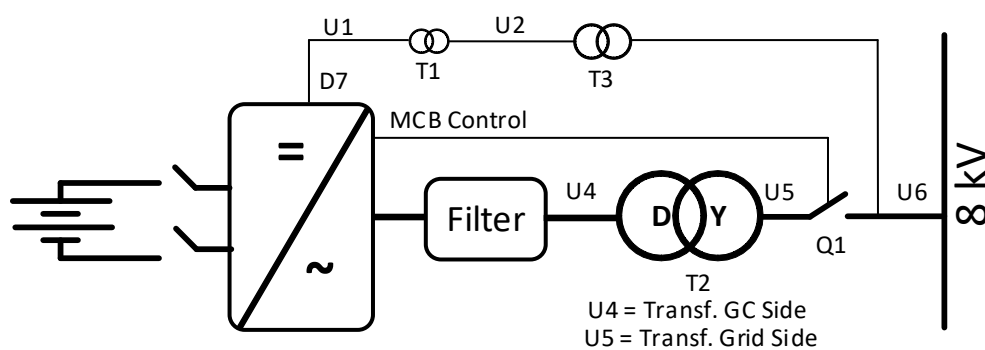 U1
U2
T1
T3
D7
MCB Control
=
~
Filter
U4
D
Y
U5
U6
Q1
8 kV
T2
U4 = Transf. GC Side
U5 = Transf. Grid Side